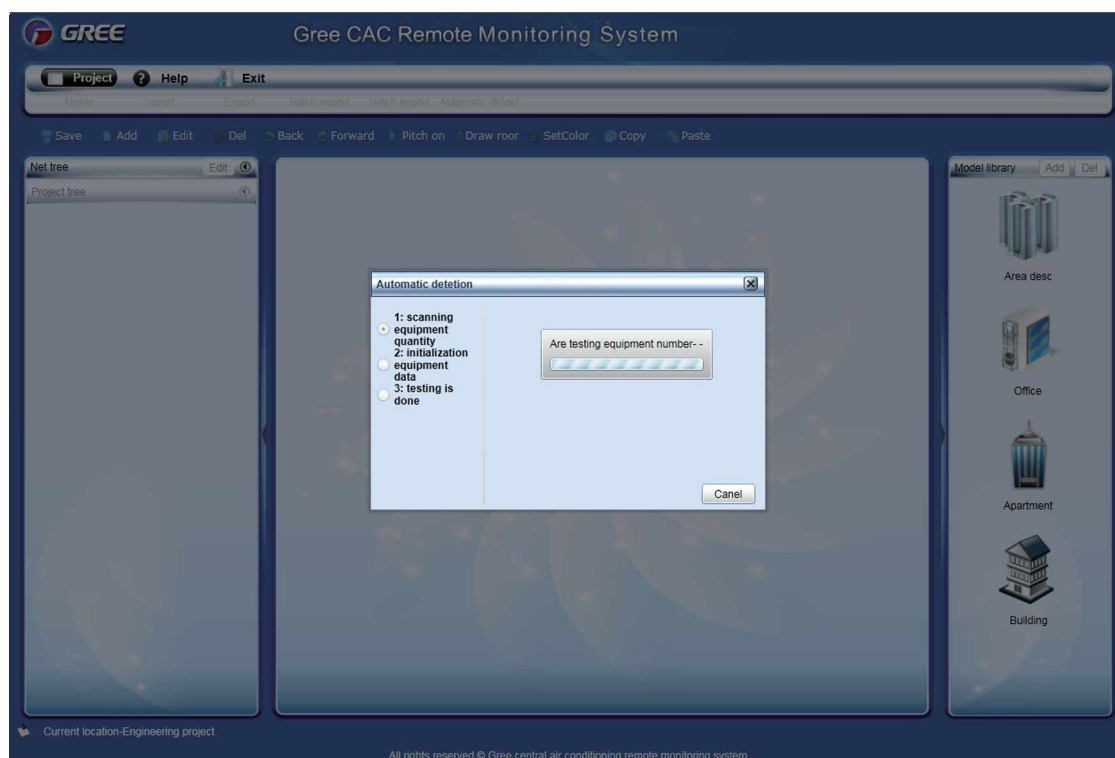 GREE
Gree CAC Remote Monitoring System
Project Help Exit
Guide Import Export Batch import Batch export Automatic detect
Save Add Edit Del Back Forward Pitch on Draw roor SetColor Copy Paste
Net tree Edit
Project tree
Model library Add Del
Area desc
Office
Apartment
Building
Automatic detetion
1: scanning
equipment
quantity
2: initialization
equipment
data
3: testing is
done
Are testing equipment number- -
Canel
Current location-Engineering project
All rights reserved © Gree central air conditioning remote monitoring system